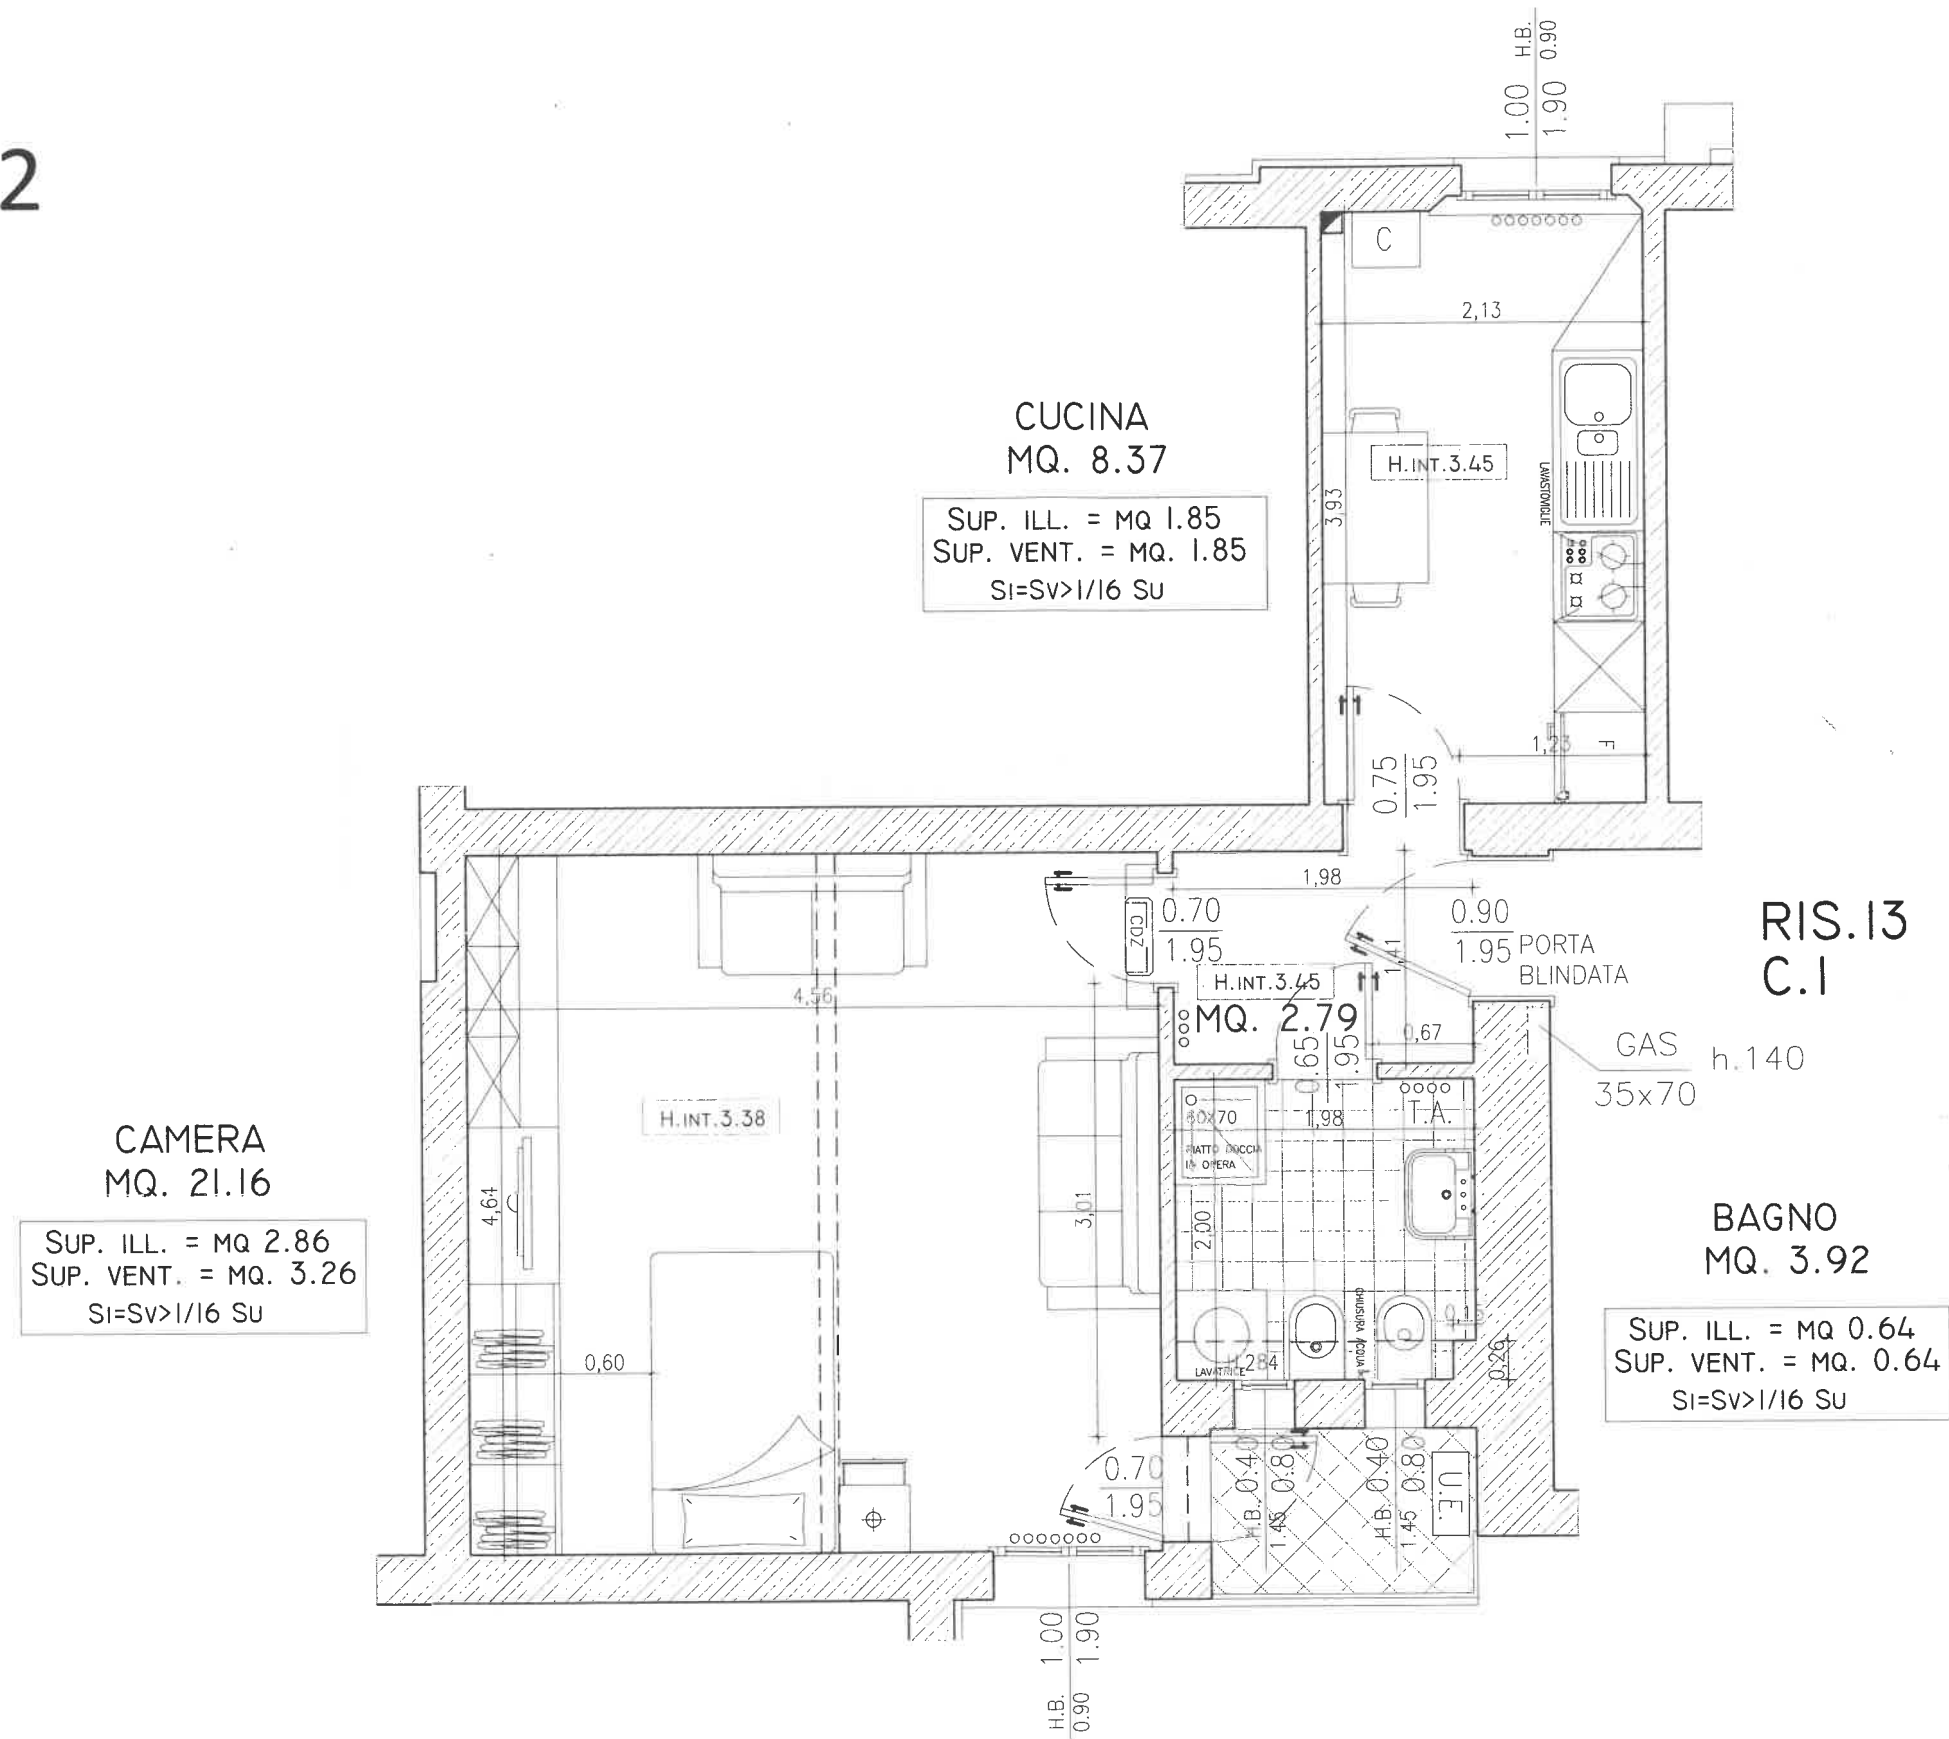 2
H.B.
0.90
1.00
1.90
C
2,13
CUCINA
MQ. 8.37
SUP. ILL. = MQ 1.85
SUP. VENT. = MQ. 1.85
SI=SV>1/16 SU
H.INT.3.45
LAVASTOVIGLIE
3,93
1,23
F
0.75
1.95
1,98
0.70
1.95
CDZ
0.90
1.95
PORTA
BLINDATA
1,41
RIS.13
C.1
H.INT.3.45
MQ. 2.79
4,56
0.65
1.95
0,67
GAS
35x70
h.140
H.INT.3.38
CAMERA
MQ. 21.16
SUP. ILL. = MQ 2.86
SUP. VENT. = MQ. 3.26
SI=SV>1/16 SU
4,64
3,01
60x70
PIATTO DOCCIA
IN OPERA
1,98
T.A.
2,00
BAGNO
MQ. 3.92
SUP. ILL. = MQ 0.64
SUP. VENT. = MQ. 0.64
SI=SV>1/16 SU
CHIUSURA ACQUA
0,15
0,26
LAVATRICE
0,60
0.70
1.95
H.B. 0.40
1.45 0.80
H.B. 0.40
1.45 0.80
U.E.
1.00
1.90
H.B.
0.90